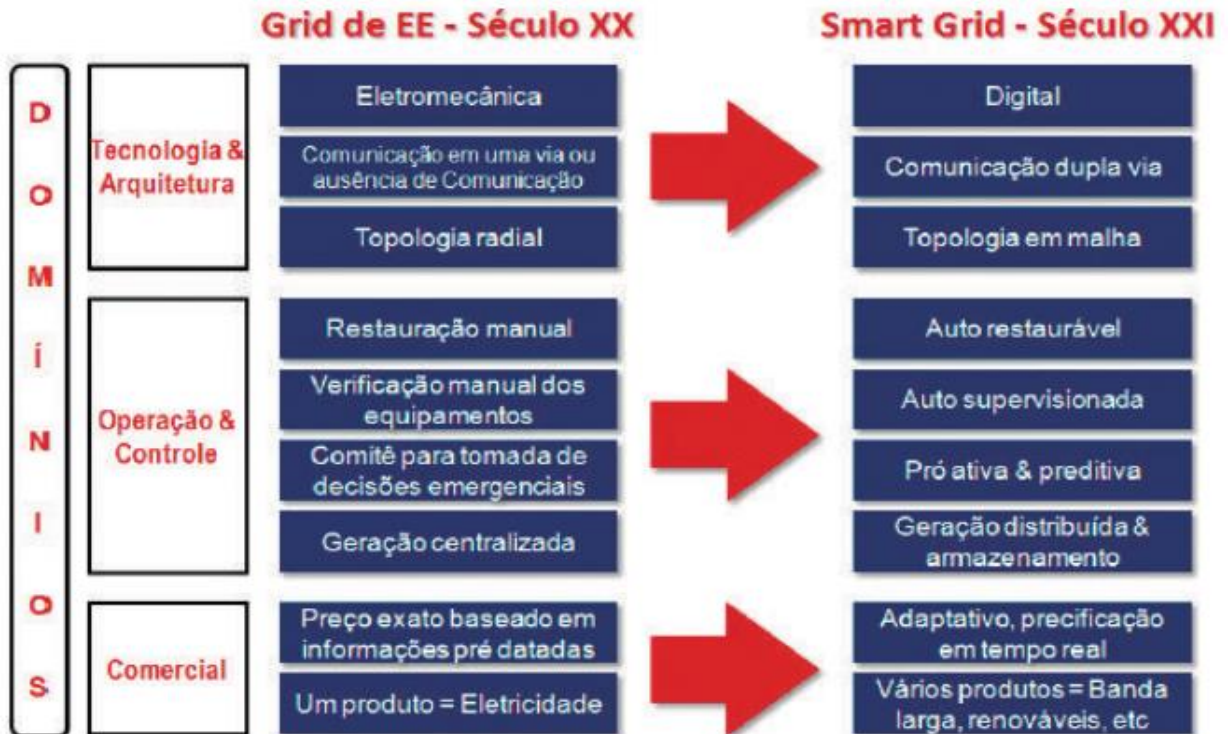 Grid de EE - Século XX
Smart Grid - Século XXI
DOMÍNIOS
Tecnologia &
Arquitetura
Eletromecânica
Comunicação em uma via ou
ausência de Comunicação
Topologia radial
Digital
Comunicação dupla via
Topologia em malha
Operação &
Controle
Restauração manual
Verificação manual dos
equipamentos
Comitê para tomada de
decisões emergenciais
Geração centralizada
Auto restaurável
Auto supervisionada
Pró ativa & preditiva
Geração distribuída &
armazenamento
Comercial
Preço exato baseado em
informações pré datadas
Um produto = Eletricidade
Adaptativo, precificação
em tempo real
Vários produtos = Banda
larga, renováveis, etc